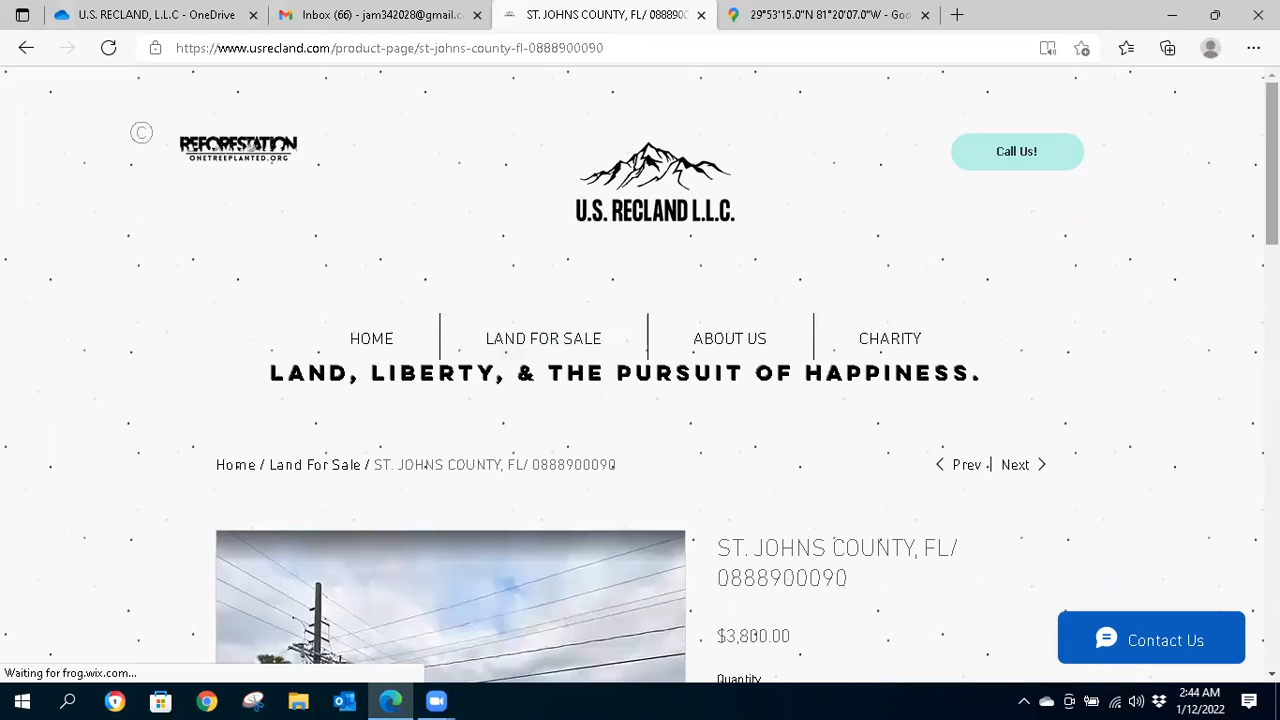 U.S. RECLAND, L.L.C - OneDrive
Inbox (66) - jam342028@gmail.c
ST. JOHNS COUNTY, FL/ 0888900
29°53'15.0"N 81°20'07.0"W - Goo
https://www.usrecland.com/product-page/st-johns-county-fl-0888900090
©
REFORESTATION
ONETREEPLANTED.ORG
U.S. RECLAND L.L.C.
Call Us!
HOME
LAND FOR SALE
ABOUT US
CHARITY
LAND, LIBERTY, & THE PURSUIT OF HAPPINESS.
Home / Land For Sale / ST. JOHNS COUNTY, FL/ 0888900090
Prev | Next
ST. JOHNS COUNTY, FL/
0888900090
$3,800.00
Quantity
Contact Us
Waiting for frog.wix.com...
2:44 AM
1/12/2022